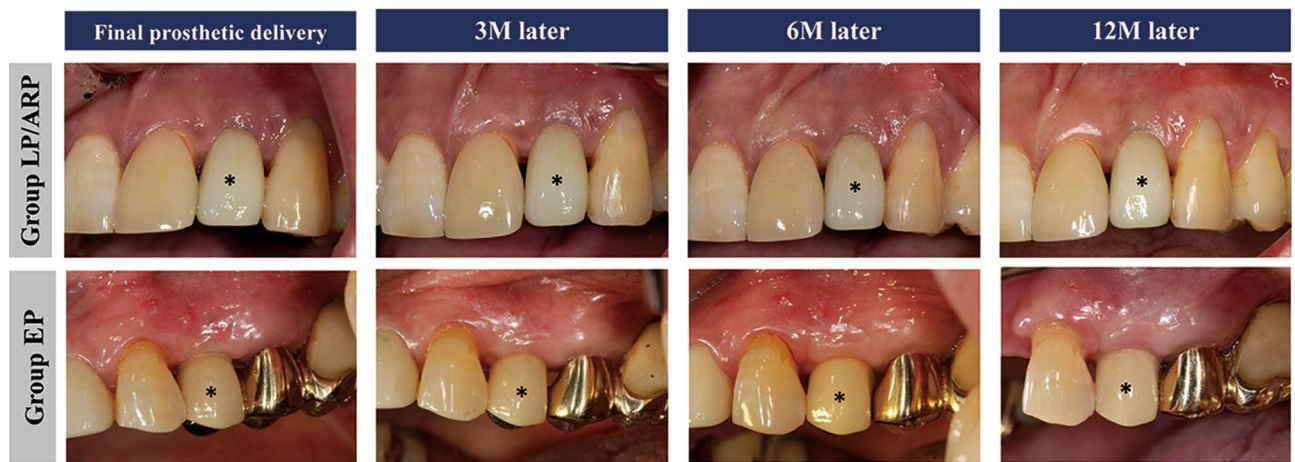 Final prosthetic delivery
3M later
6M later
12M later
Group LP/ARP
*
*
*
*
Group EP
*
*
*
*